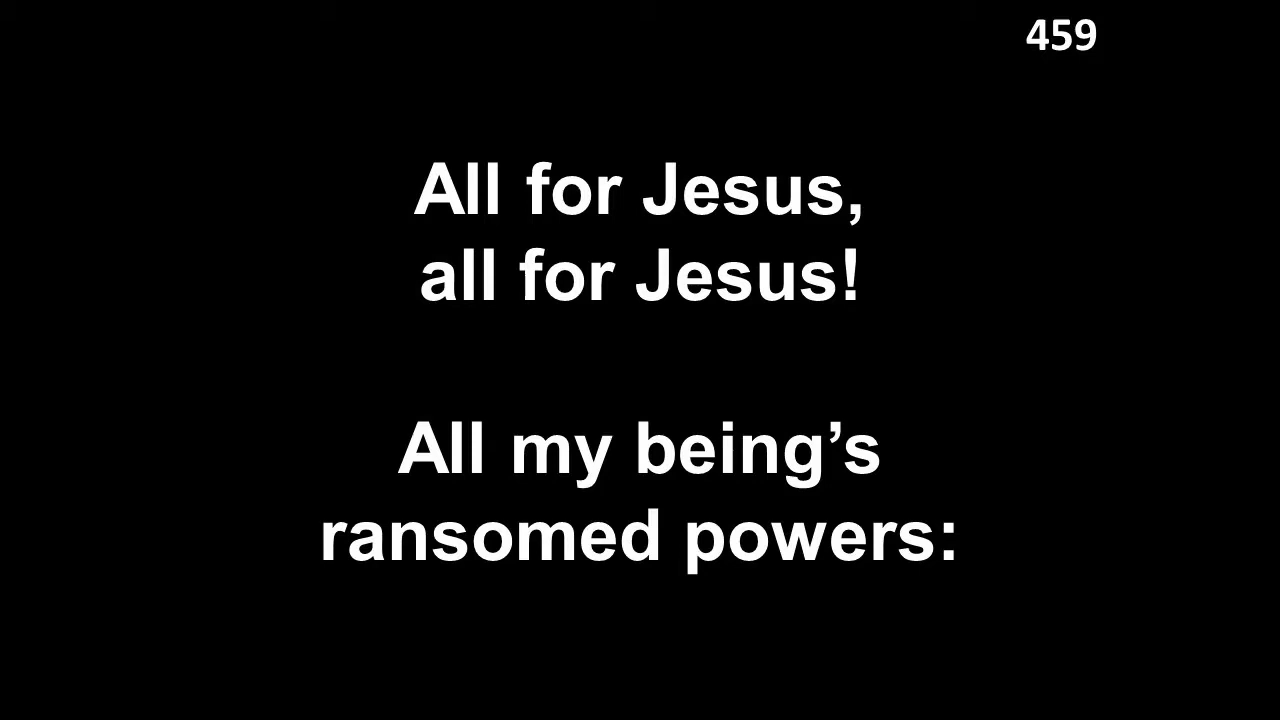 459
All for Jesus,
all for Jesus!
All my being’s
ransomed powers: